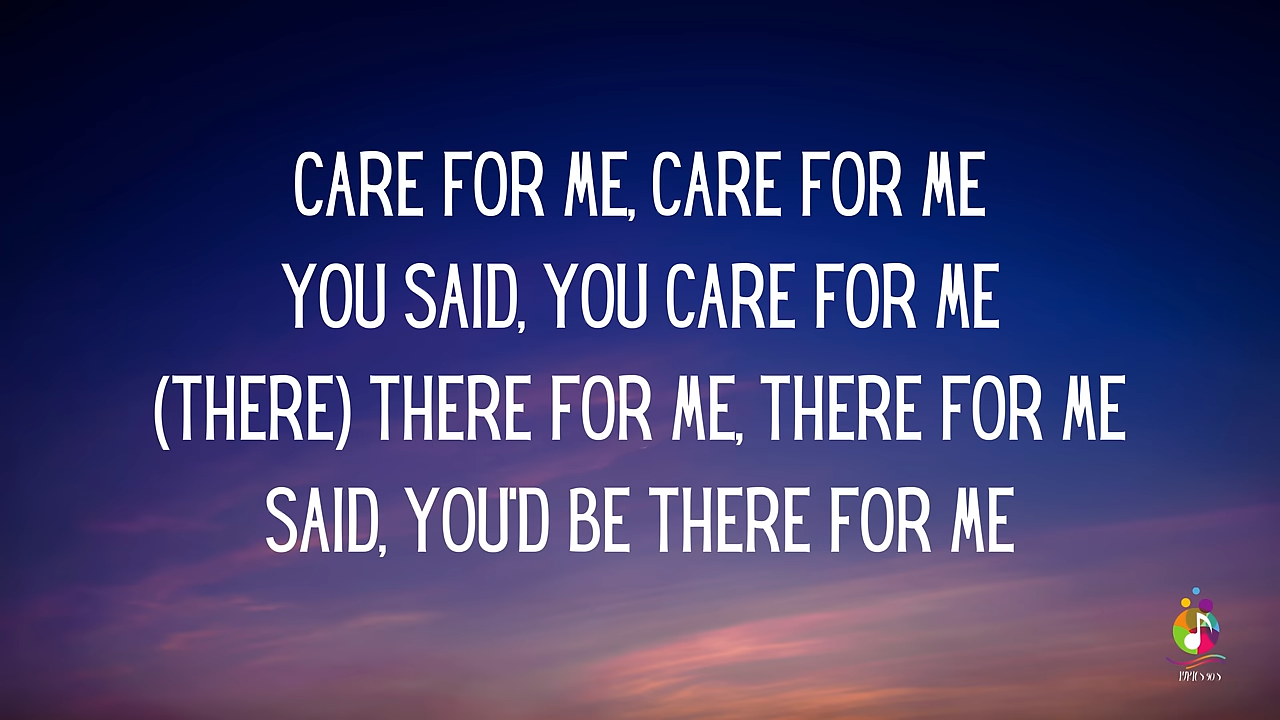 CARE FOR ME, CARE FOR ME
YOU SAID, YOU CARE FOR ME
(THERE) THERE FOR ME, THERE FOR ME
SAID, YOU'D BE THERE FOR ME